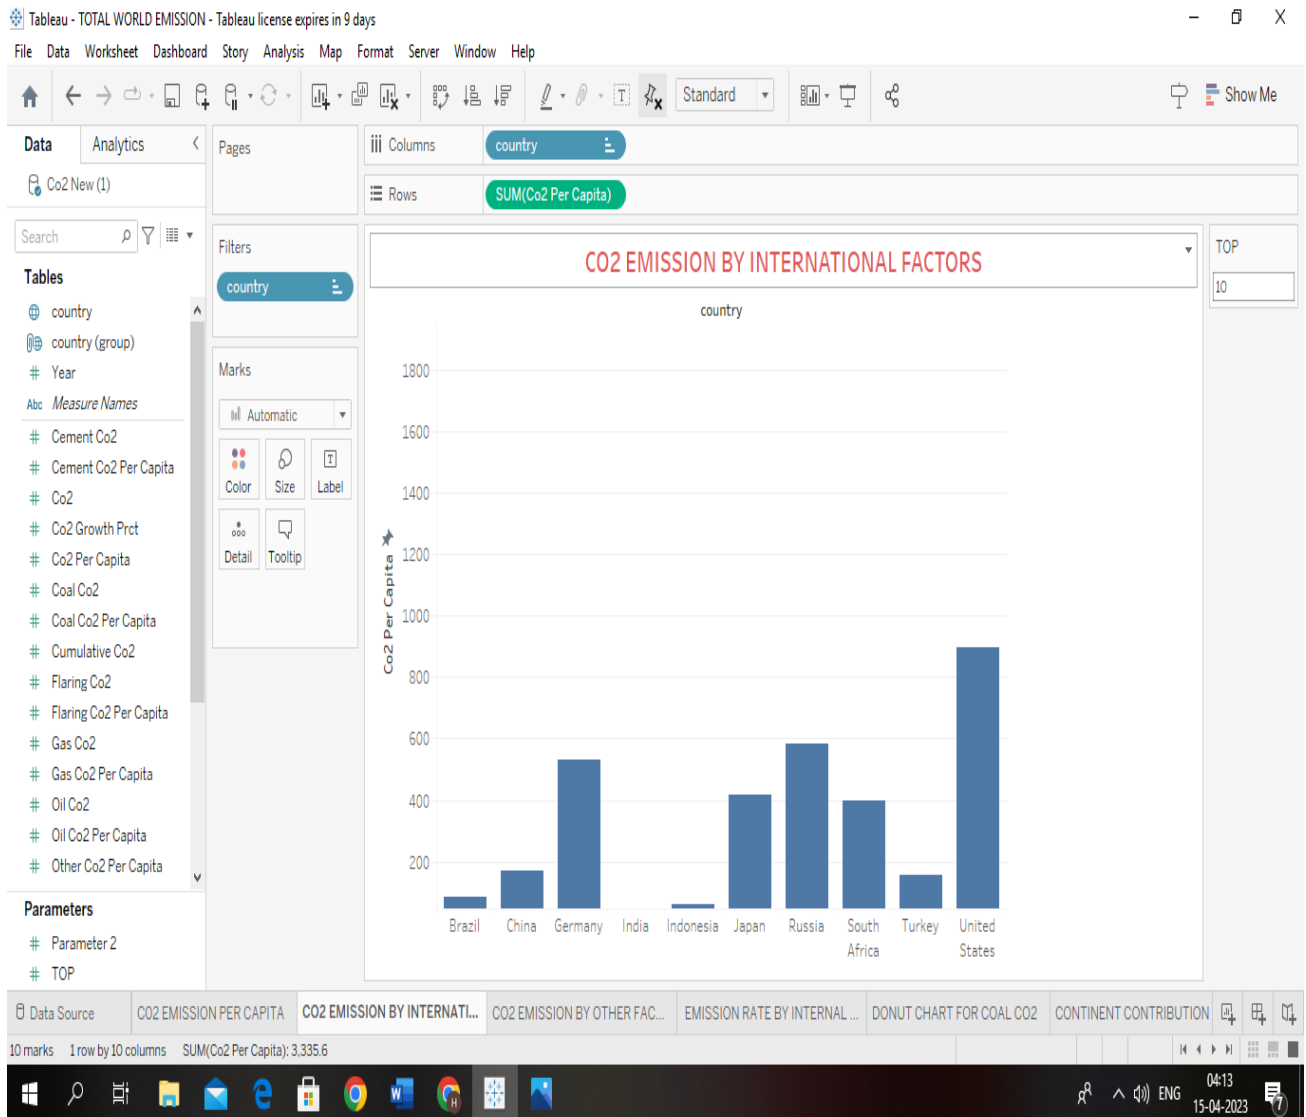 Tableau - TOTAL WORLD EMISSION - Tableau license expires in 9 days
File Data Worksheet Dashboard Story Analysis Map Format Server Window Help
Standard
Show Me
Data Analytics
Co2 New (1)
Search
Tables
country
country (group)
Year
Abc Measure Names
Cement Co2
Cement Co2 Per Capita
Co2
Co2 Growth Prct
Co2 Per Capita
Coal Co2
Coal Co2 Per Capita
Cumulative Co2
Flaring Co2
Flaring Co2 Per Capita
Gas Co2
Gas Co2 Per Capita
Oil Co2
Oil Co2 Per Capita
Other Co2 Per Capita
Parameters
Parameter 2
TOP
Pages
Filters
country
Marks
Automatic
Color Size Label
Detail Tooltip
Columns country
Rows SUM(Co2 Per Capita)
CO2 EMISSION BY INTERNATIONAL FACTORS
country
Co2 Per Capita
1800
1600
1400
1200
1000
800
600
400
200
Brazil China Germany India Indonesia Japan Russia South Africa Turkey United States
TOP
10
Data Source CO2 EMISSION PER CAPITA CO2 EMISSION BY INTERNATI... CO2 EMISSION BY OTHER FAC... EMISSION RATE BY INTERNAL ... DONUT CHART FOR COAL CO2 CONTINENT CONTRIBUTION
10 marks 1 row by 10 columns SUM(Co2 Per Capita): 3,335.6
ENG
04:13
15-04-2023
7